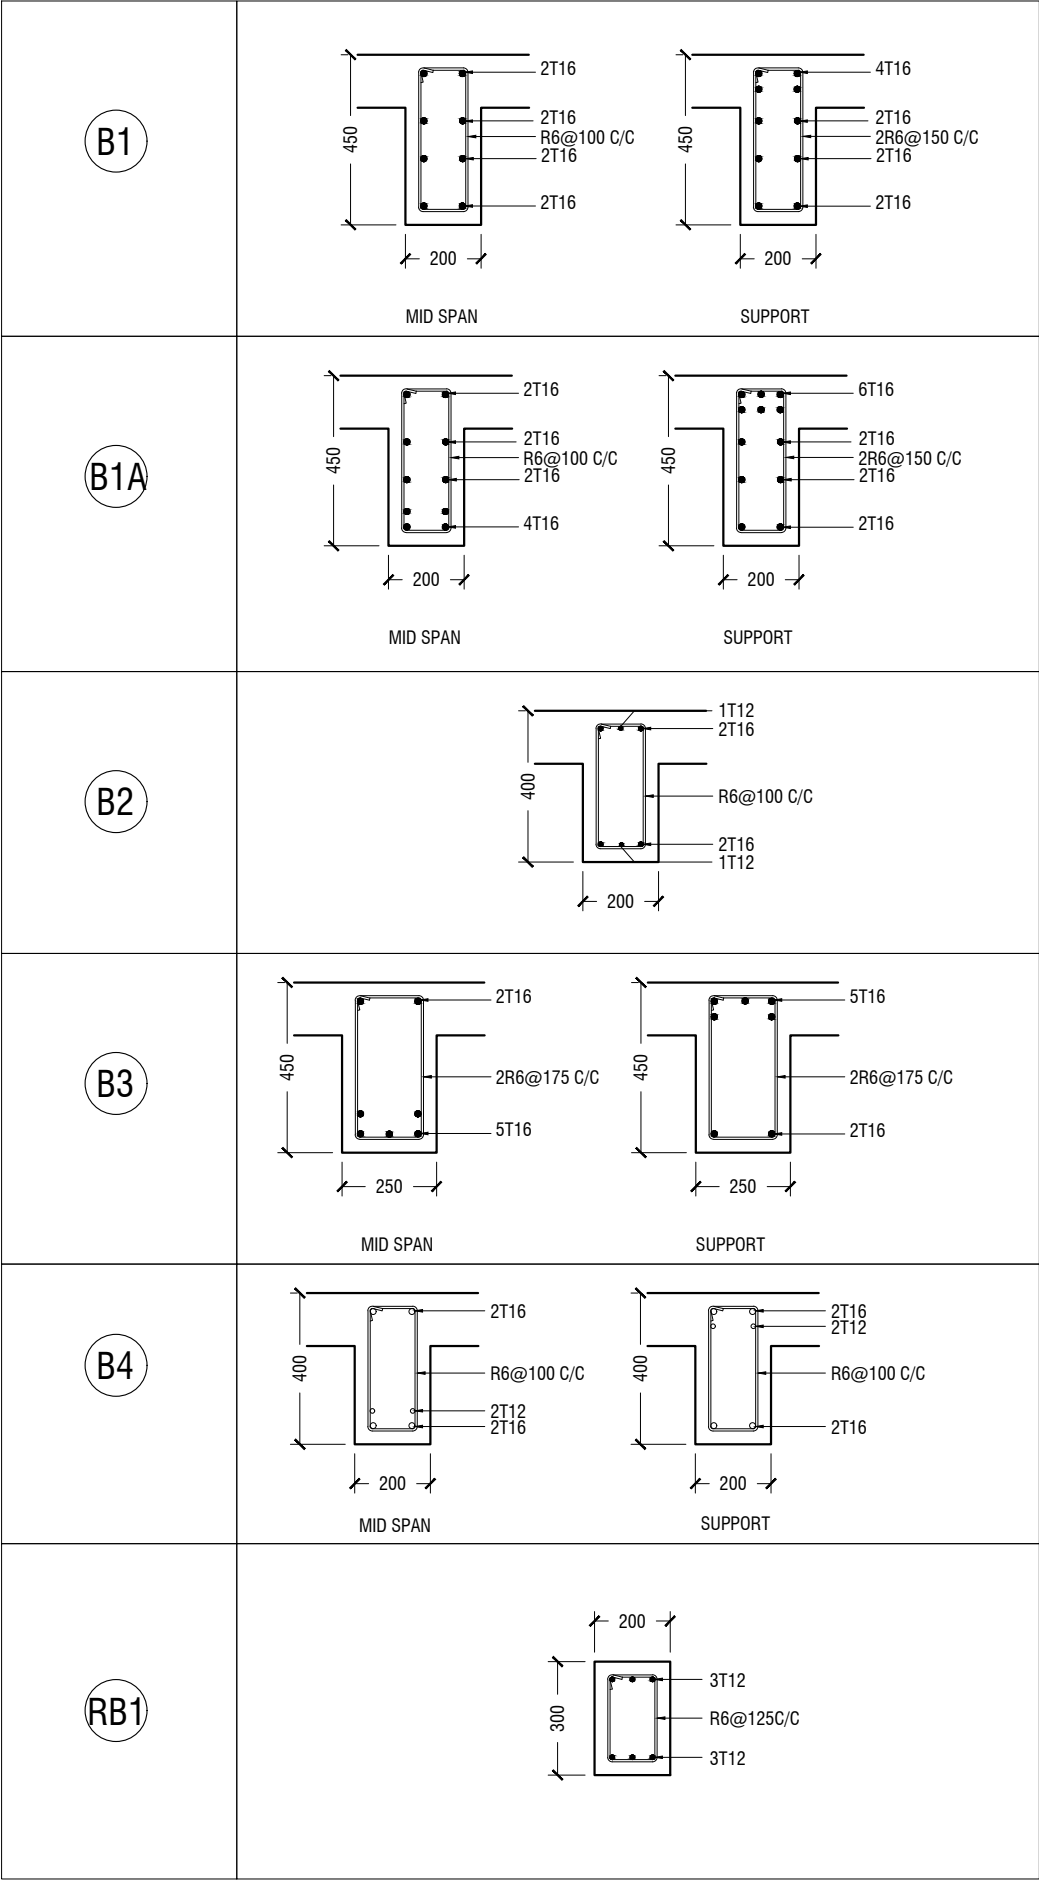 B1
450
2T16
2T16
R6@100 C/C
2T16
2T16
200
MID SPAN
450
4T16
2T16
2R6@150 C/C
2T16
2T16
200
SUPPORT
B1A
450
2T16
2T16
R6@100 C/C
2T16
4T16
200
MID SPAN
450
6T16
2T16
2R6@150 C/C
2T16
2T16
200
SUPPORT
B2
400
1T12
2T16
R6@100 C/C
2T16
1T12
200
B3
450
2T16
2R6@175 C/C
5T16
250
MID SPAN
450
5T16
2R6@175 C/C
2T16
250
SUPPORT
B4
400
2T16
R6@100 C/C
2T12
2T16
200
MID SPAN
400
2T16
2T12
R6@100 C/C
2T16
200
SUPPORT
RB1
200
300
3T12
R6@125C/C
3T12